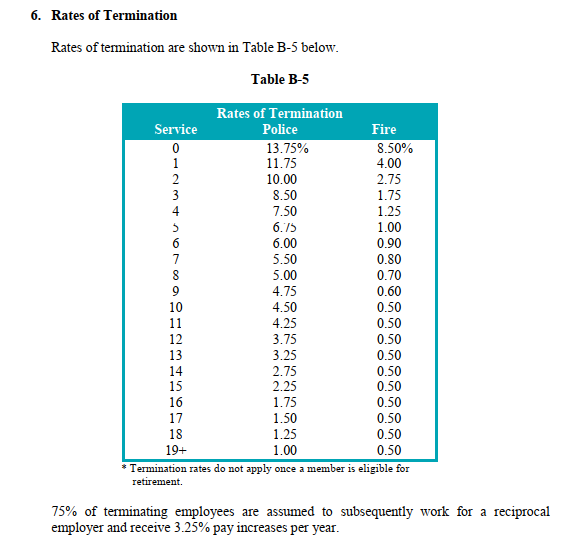 6. Rates of Termination
Rates of termination are shown in Table B-5 below.
Table B-5
Rates of Termination
Service Police Fire
0 13.75% 8.50%
1 11.75 4.00
2 10.00 2.75
3 8.50 1.75
4 7.50 1.25
5 6.75 1.00
6 6.00 0.90
7 5.50 0.80
8 5.00 0.70
9 4.75 0.60
10 4.50 0.50
11 4.25 0.50
12 3.75 0.50
13 3.25 0.50
14 2.75 0.50
15 2.25 0.50
16 1.75 0.50
17 1.50 0.50
18 1.25 0.50
19+ 1.00 0.50
* Termination rates do not apply once a member is eligible for
retirement.
75% of terminating employees are assumed to subsequently work for a reciprocal
employer and receive 3.25% pay increases per year.